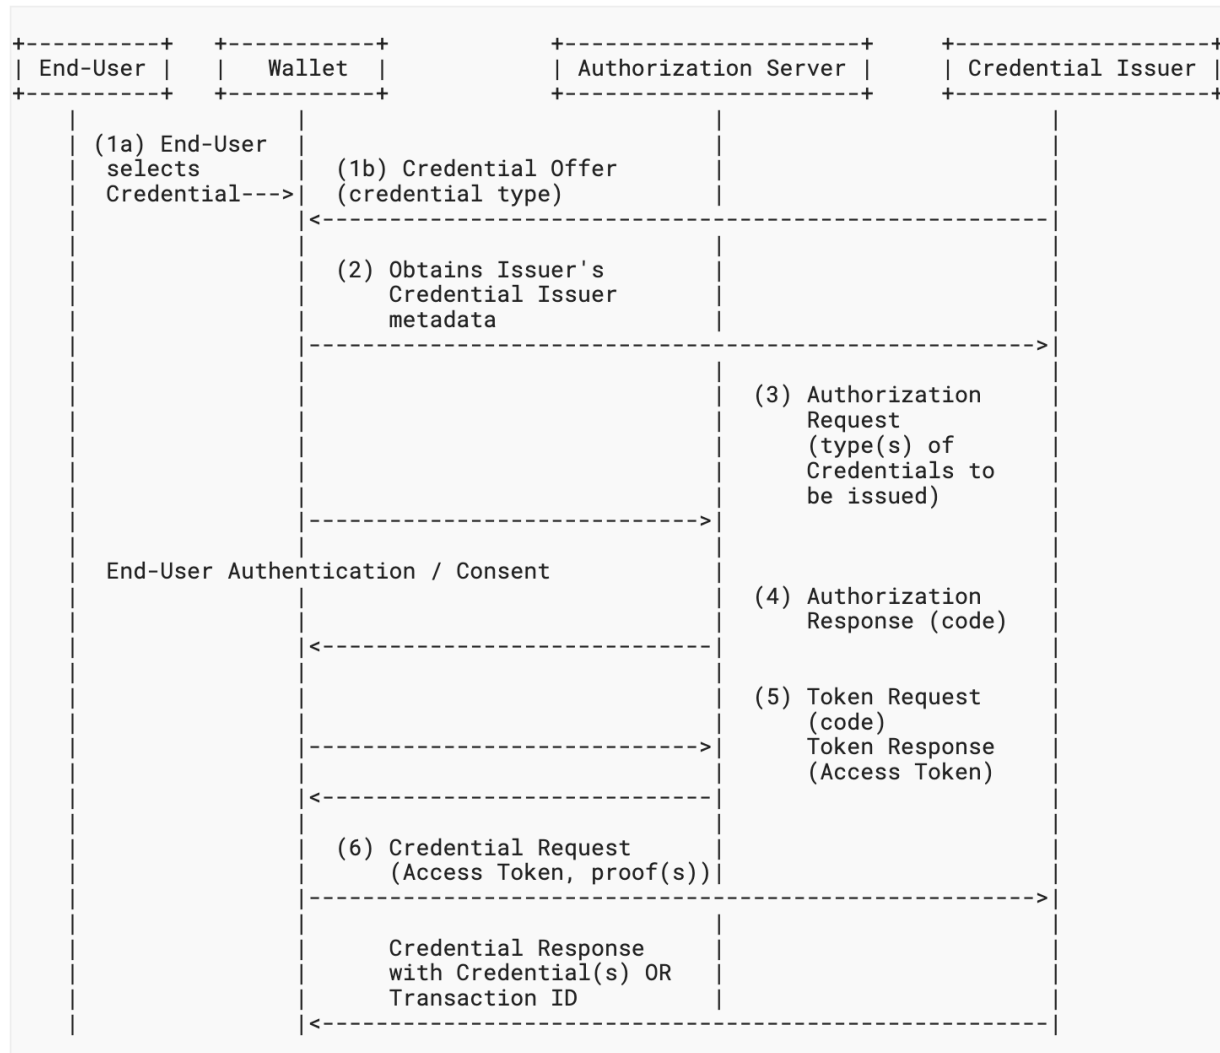 End-User Wallet Authorization Server Credential Issuer
(1a) End-User
selects (1b) Credential Offer
Credential---> (credential type)
(2) Obtains Issuer's
Credential Issuer
metadata
(3) Authorization
Request
(type(s) of
Credentials to
be issued)
End-User Authentication / Consent
(4) Authorization
Response (code)
(5) Token Request
(code)
Token Response
(Access Token)
(6) Credential Request
(Access Token, proof(s))
Credential Response
with Credential(s) OR
Transaction ID